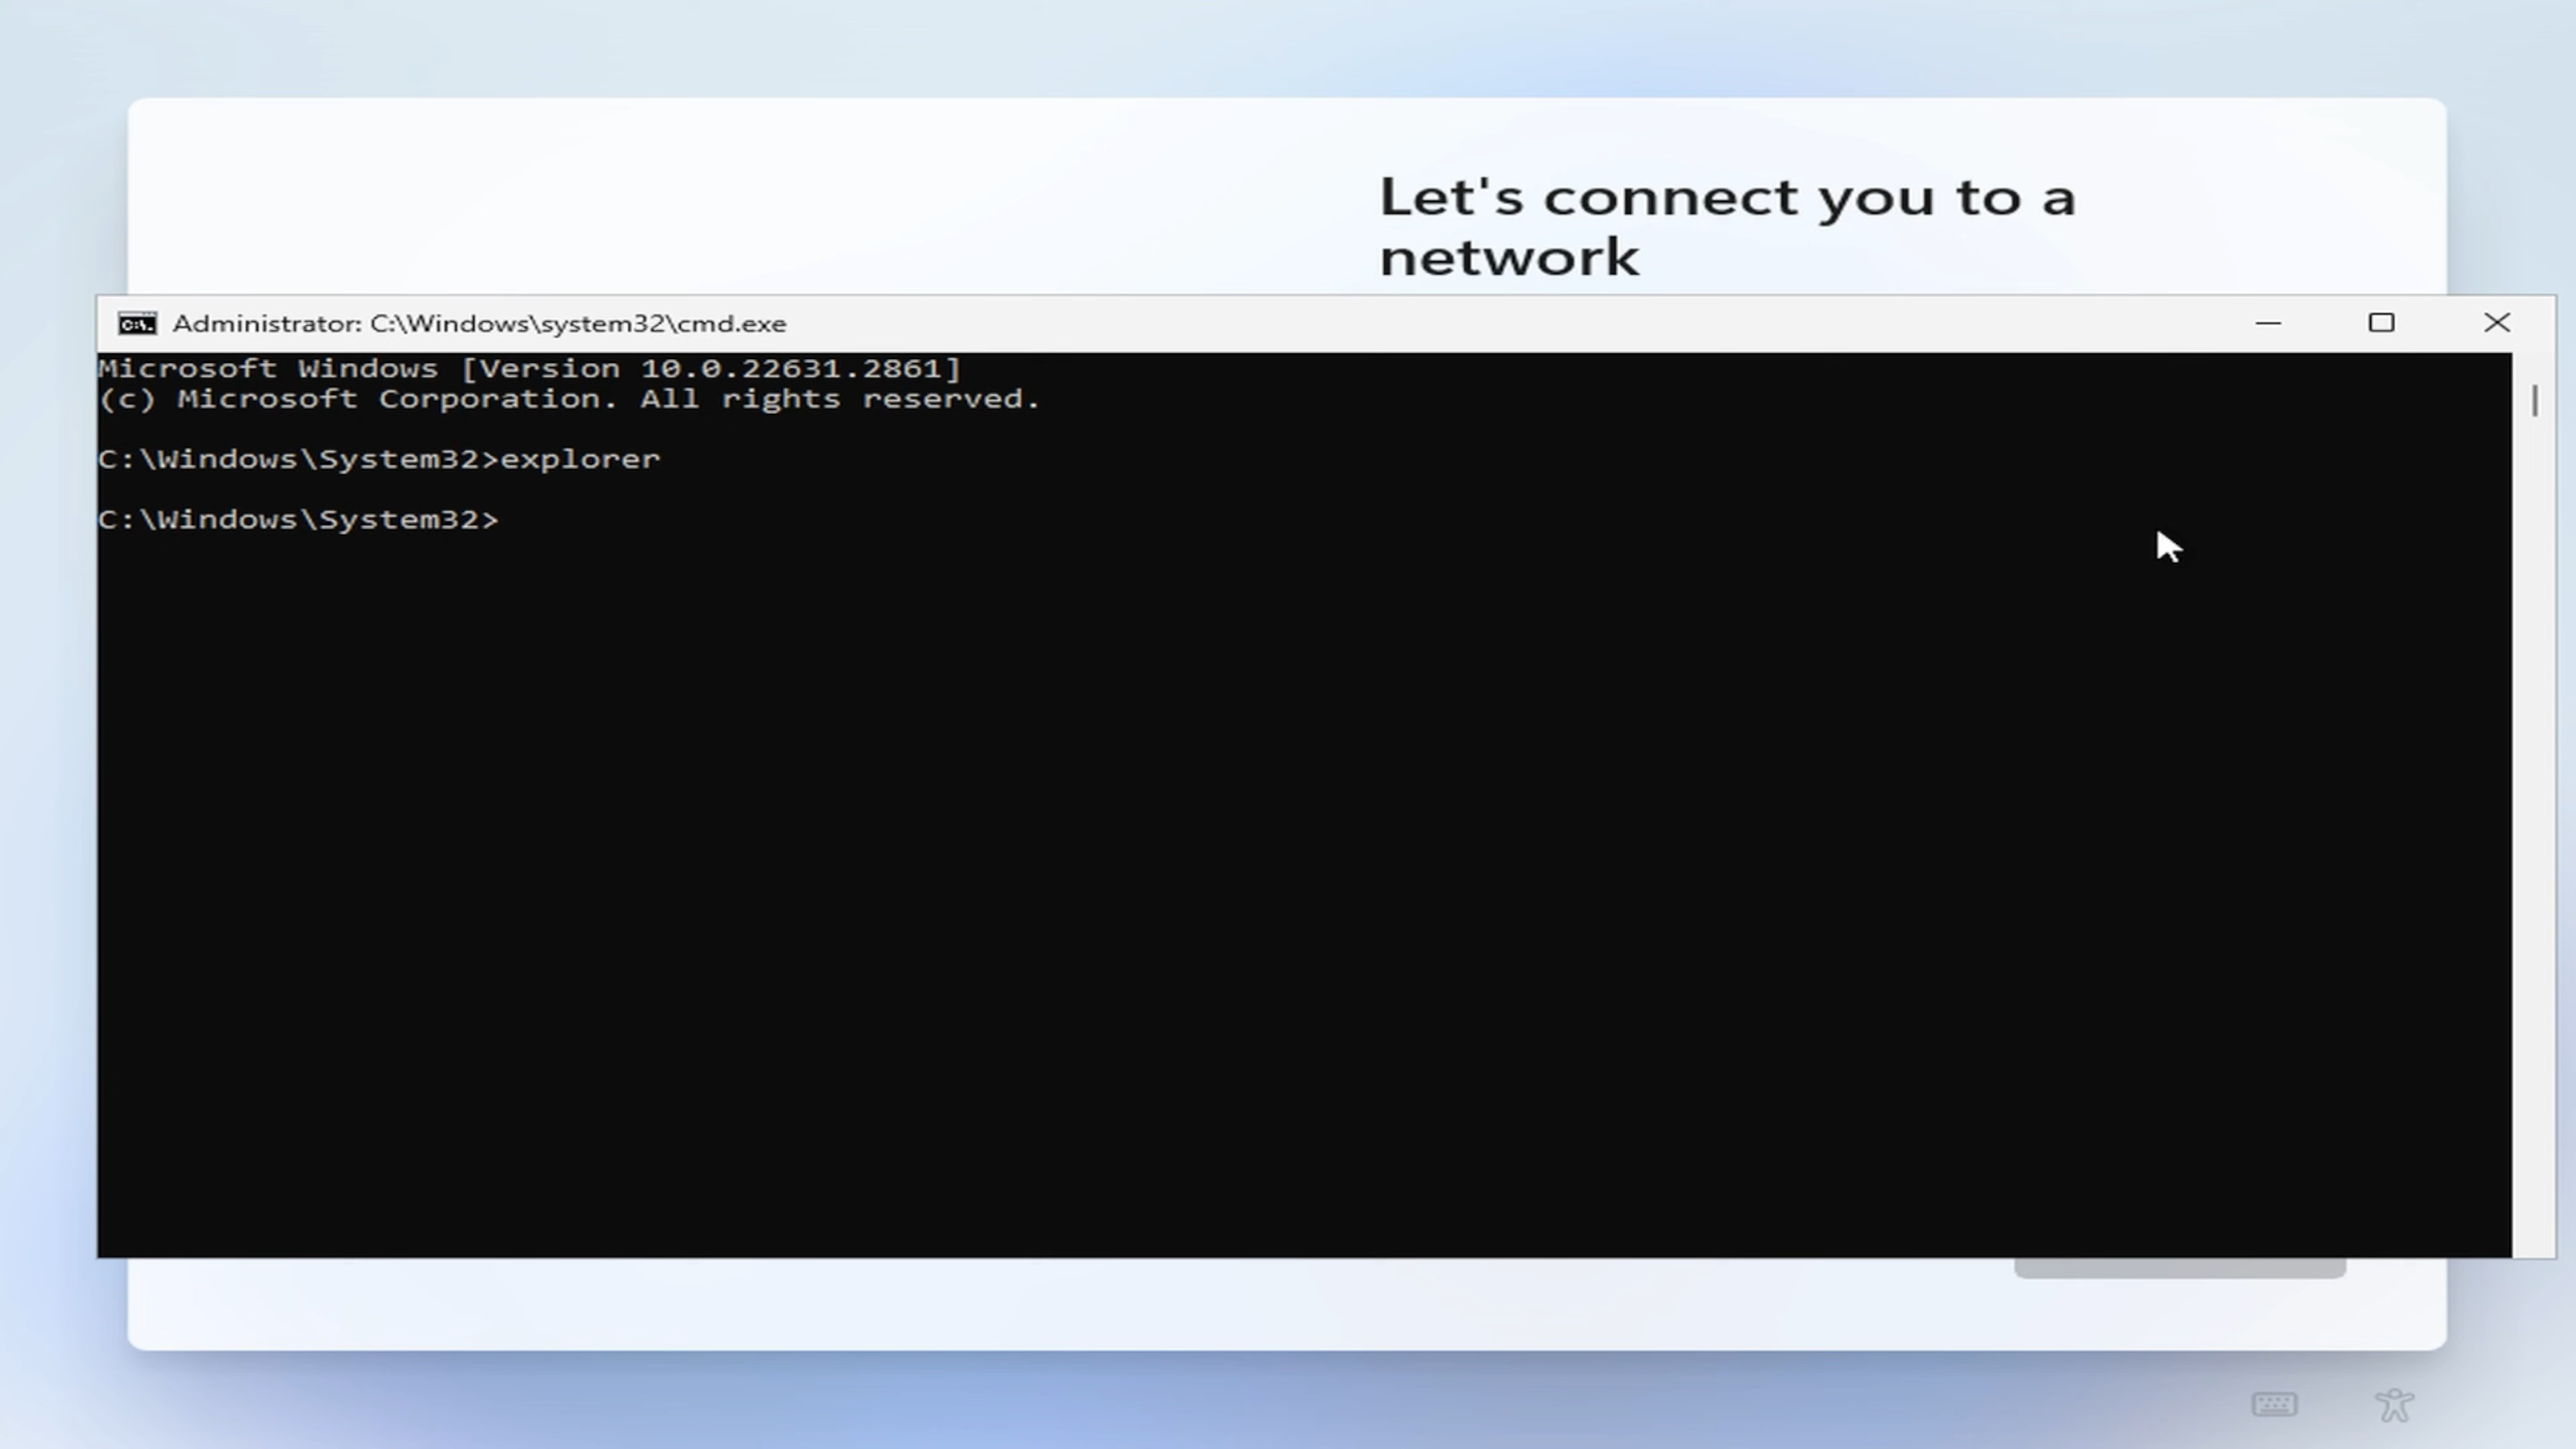 Let's connect you to a
network
Administrator: C:\Windows\system32\cmd.exe
Microsoft Windows [Version 10.0.22631.2861]
(c) Microsoft Corporation. All rights reserved.
C:\Windows\System32>explorer
C:\Windows\System32>